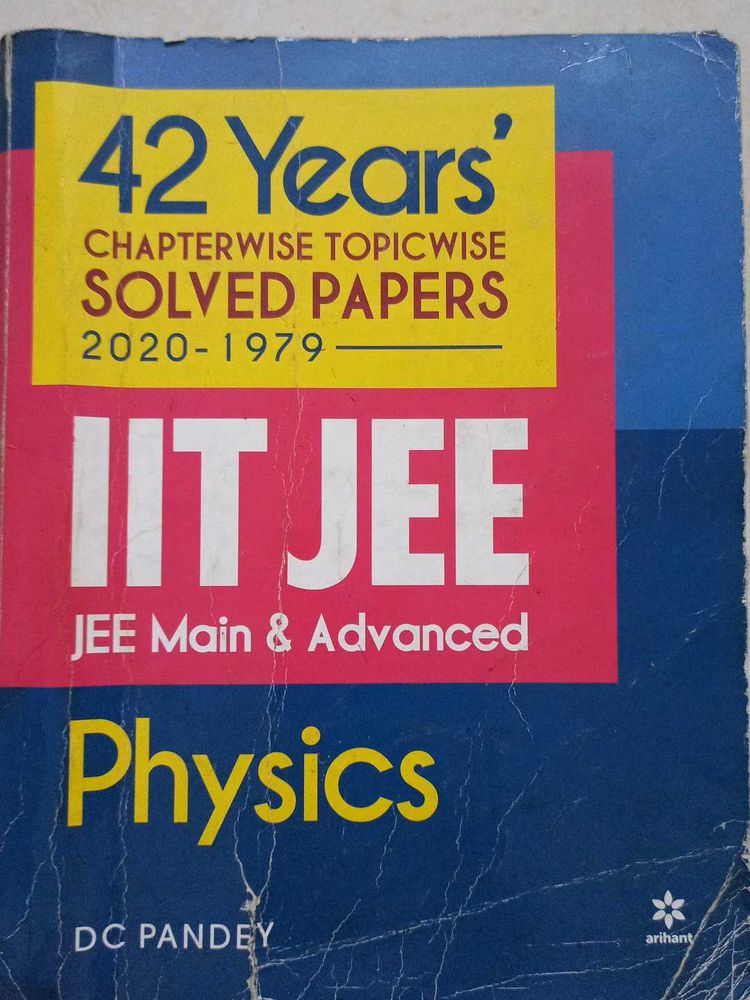 42 Years'
CHAPTERWISE TOPICWISE
SOLVED PAPERS
2020-1979
IIT JEE
JEE Main & Advanced
Physics
DC PANDEY
arihant